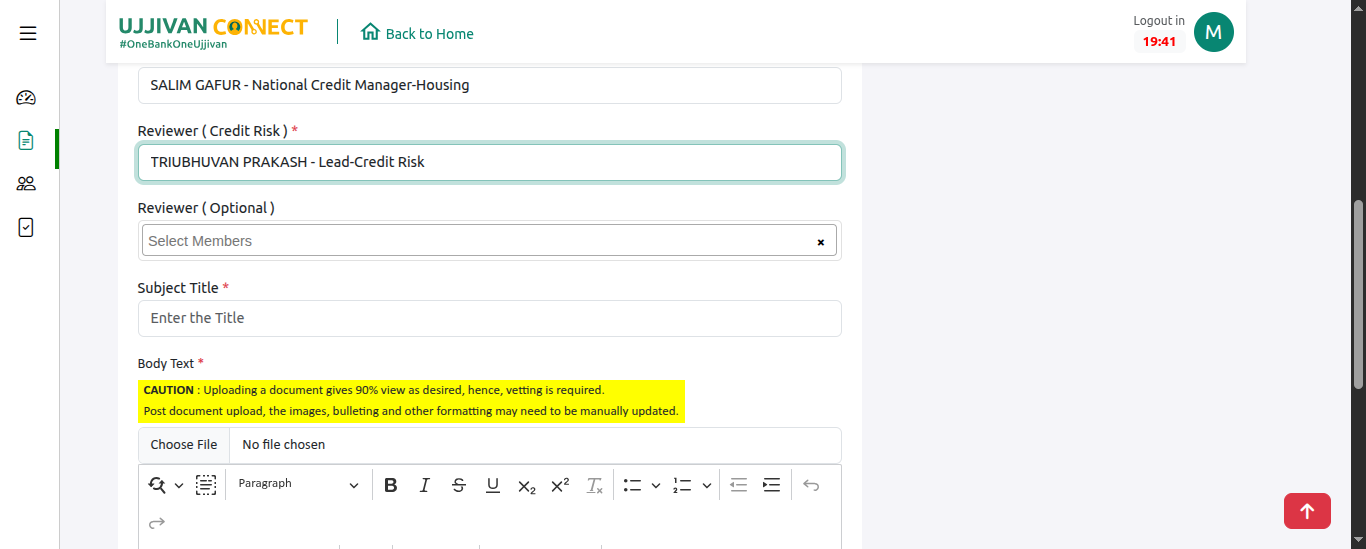 UJJIVAN CONNECT
#OneBankOneUjjivan
Back to Home
Logout in
19:41
M
SALIM GAFUR - National Credit Manager-Housing
Reviewer ( Credit Risk ) *
TRIUBHUVAN PRAKASH - Lead-Credit Risk
Reviewer ( Optional )
Select Members
Subject Title *
Enter the Title
Body Text *
CAUTION : Uploading a document gives 90% view as desired, hence, vetting is required.
Post document upload, the images, bulleting and other formatting may need to be manually updated.
Choose File No file chosen
Paragraph